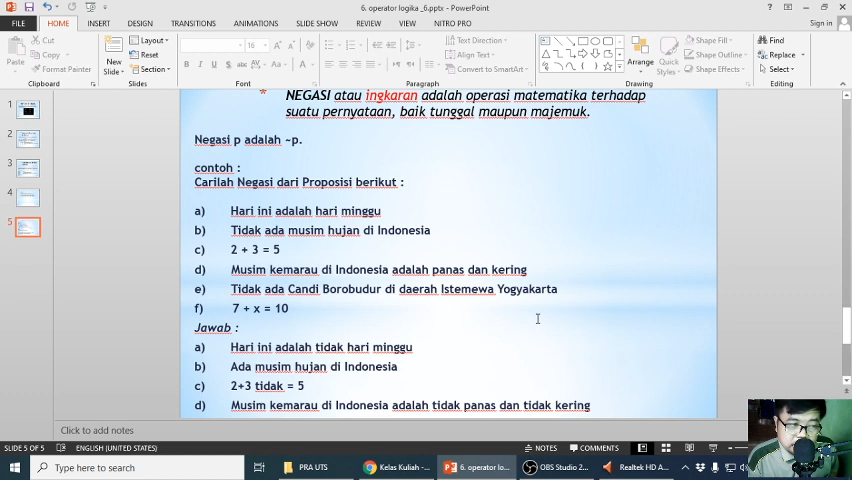 6. operator logika _6.pptx - PowerPoint
Sign in
FILE HOME INSERT DESIGN TRANSITIONS ANIMATIONS SLIDE SHOW REVIEW VIEW NITRO PRO
Cut
Copy
Format Painter
Paste
Clipboard
New
Slide
Layout
Reset
Section
Slides
16
B I U S
Font
Paragraph
Text Direction
Align Text
Convert to SmartArt
Arrange
Quick
Styles
Shape Fill
Shape Outline
Shape Effects
Drawing
Find
Replace
Select
Editing
1
2
3
4
5
* NEGASI atau ingkaran adalah operasi matematika terhadap
suatu pernyataan, baik tunggal maupun majemuk.
Negasi p adalah ~p.
contoh :
Carilah Negasi dari Proposisi berikut :
a) Hari ini adalah hari minggu
b) Tidak ada musim hujan di Indonesia
c) 2 + 3 = 5
d) Musim kemarau di Indonesia adalah panas dan kering
e) Tidak ada Candi Borobudur di daerah Istemewa Yogyakarta
f) 7 + x = 10
Jawab :
a) Hari ini adalah tidak hari minggu
b) Ada musim hujan di Indonesia
c) 2+3 tidak = 5
d) Musim kemarau di Indonesia adalah tidak panas dan tidak kering
Click to add notes
SLIDE 5 OF 5 ENGLISH (UNITED STATES) NOTES COMMENTS
Type here to search
PRA UTS
Kelas Kuliah -...
6. operator lo...
OBS Studio 2...
Realtek HD A...